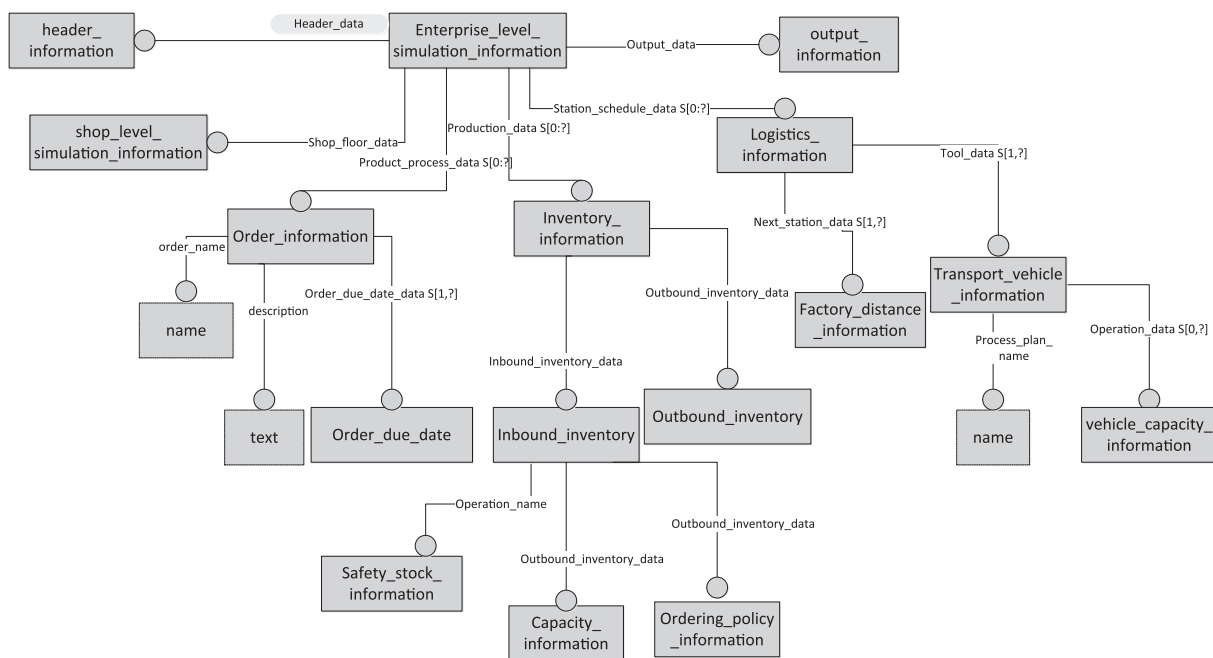 header_
information
Header_data
Enterprise_level_
simulation_information
Output_data
output_
information
shop_level_
simulation_information
Shop_floor_data
Product_process_data S[0:?]
Production_data S[0:?]
Station_schedule_data S[0:?]
Logistics_
information
Tool_data S[1,?]
Next_station_data S[1,?]
Order_information
order_name
description
Order_due_date_data S[1,?]
name
text
Order_due_date
Inventory_
information
Inbound_inventory_data
Outbound_inventory_data
Inbound_inventory
Outbound_inventory
Factory_distance
_information
Transport_vehicle
_information
Process_plan_
name
Operation_data S[0,?]
name
vehicle_capacity_
information
Operation_name
Outbound_inventory_data
Outbound_inventory_data
Safety_stock_
information
Capacity_
information
Ordering_policy
_information